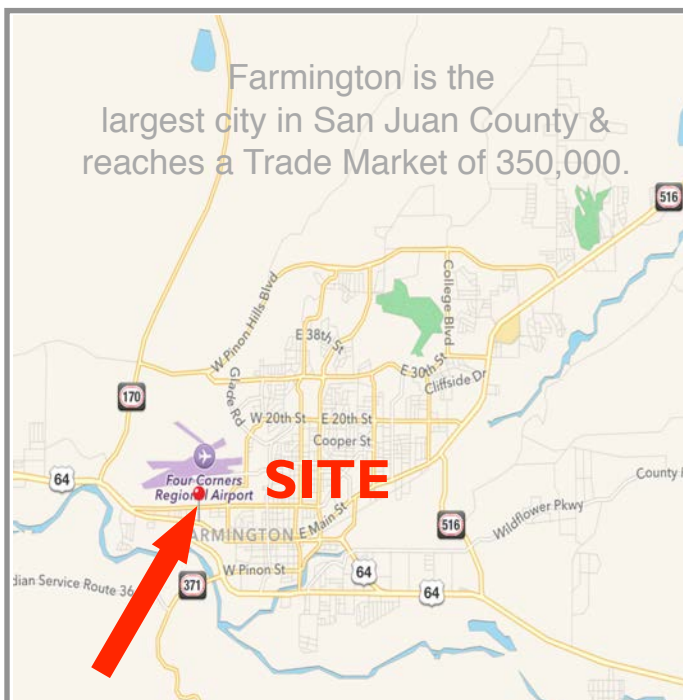 Farmington is the
largest city in San Juan County &
reaches a Trade Market of 350,000.
516
College Blvd
W Pinon Hills Blvd
E 38th St
E 30th St
Cliffside Dr
170
Glade Rd
W 20th St
E 20th St
Cooper St
Four Corners
Regional Airport
SITE
64
County
FARMINGTON
E Main St
516
Wildflower Pkwy
W Pinon St
64
64
dian Service Route 36
371